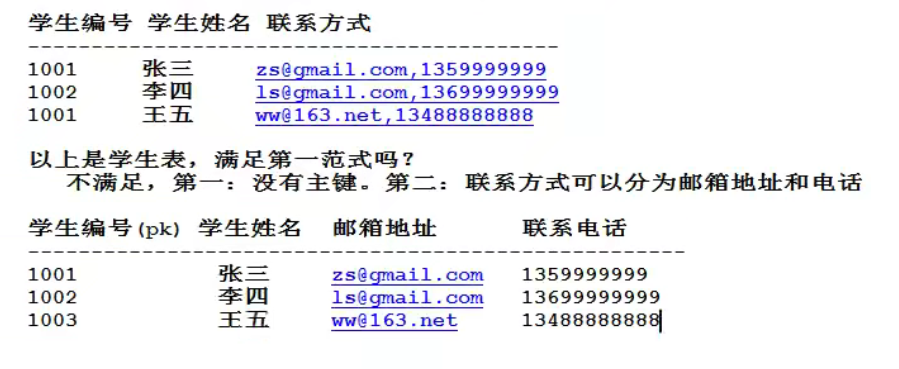 学生编号 学生姓名 联系方式
------------------------------------------
1001 张三 zs@gmail.com,1359999999
1002 李四 ls@gmail.com,13699999999
1001 王五 ww@163.net,13488888888
以上是学生表，满足第一范式吗？
不满足，第一：没有主键。第二：联系方式可以分为邮箱地址和电话
学生编号(pk) 学生姓名 邮箱地址 联系电话
----------------------------------------------------
1001 张三 zs@gmail.com 1359999999
1002 李四 ls@gmail.com 13699999999
1003 王五 ww@163.net 13488888888